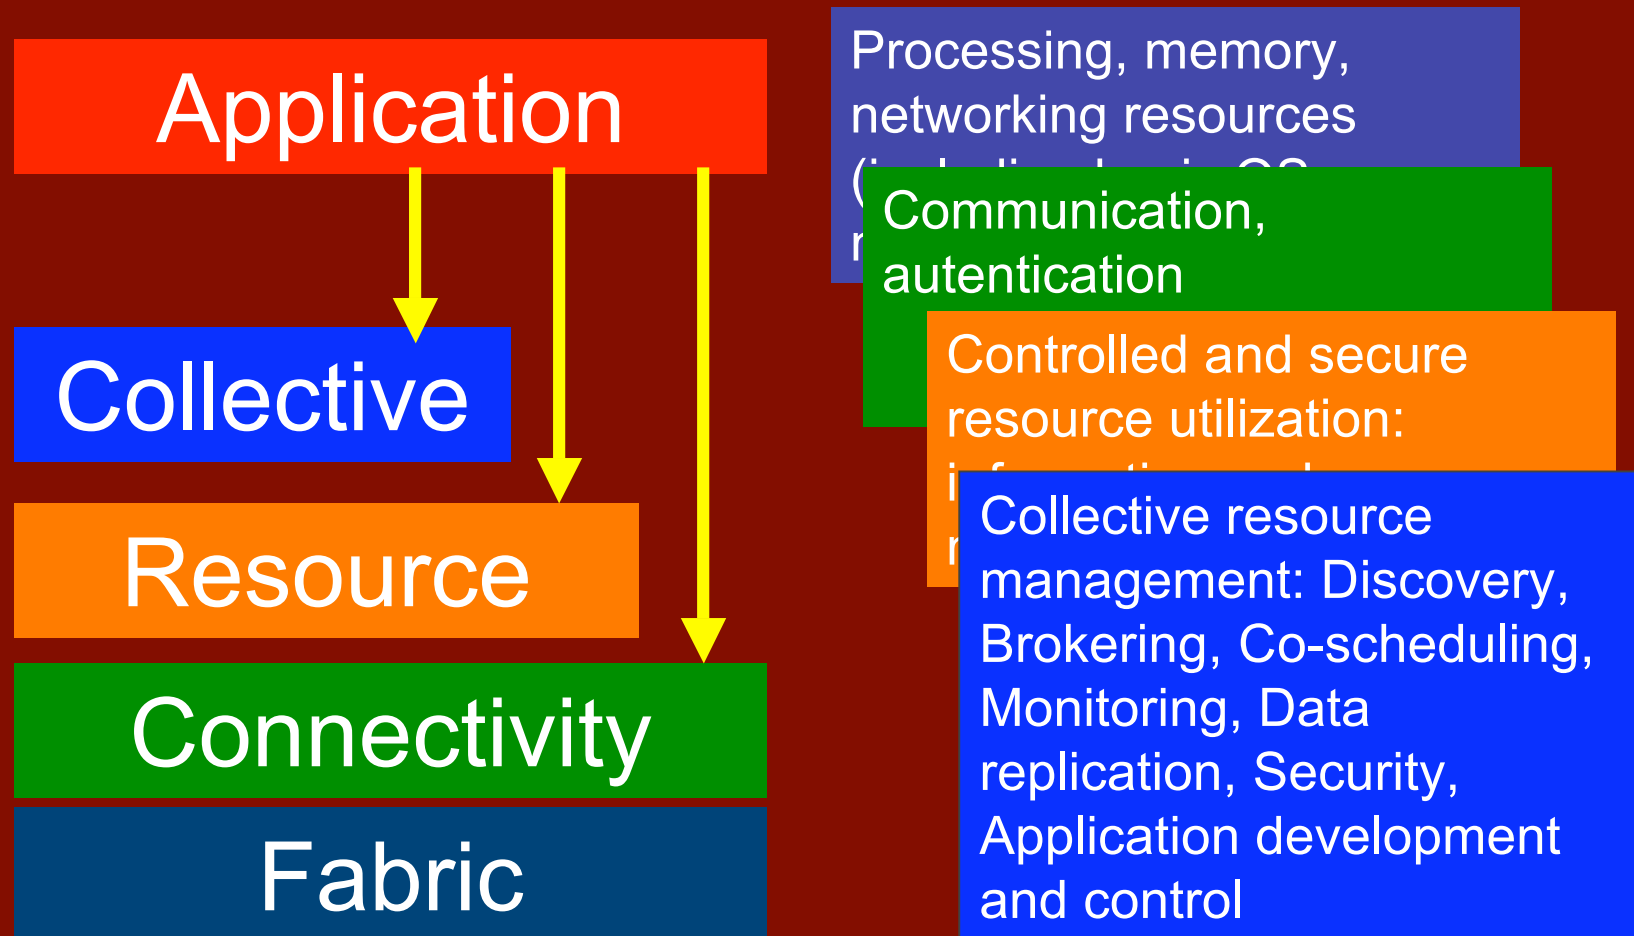 Application
Collective
Resource
Connectivity
Fabric
Processing, memory,
networking resources
Communication,
autentication
Controlled and secure
resource utilization:
Collective resource
management: Discovery,
Brokering, Co-scheduling,
Monitoring, Data
replication, Security,
Application development
and control